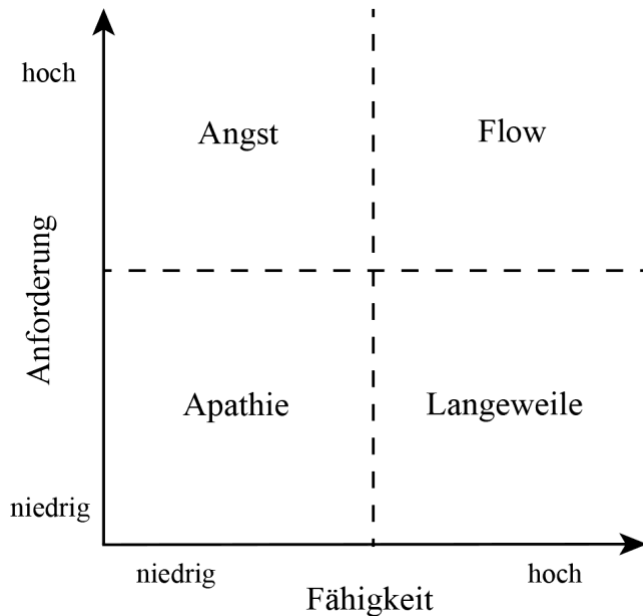 hoch
Angst
Flow
Anforderung
Apathie
Langeweile
niedrig
niedrig
hoch
Fähigkeit